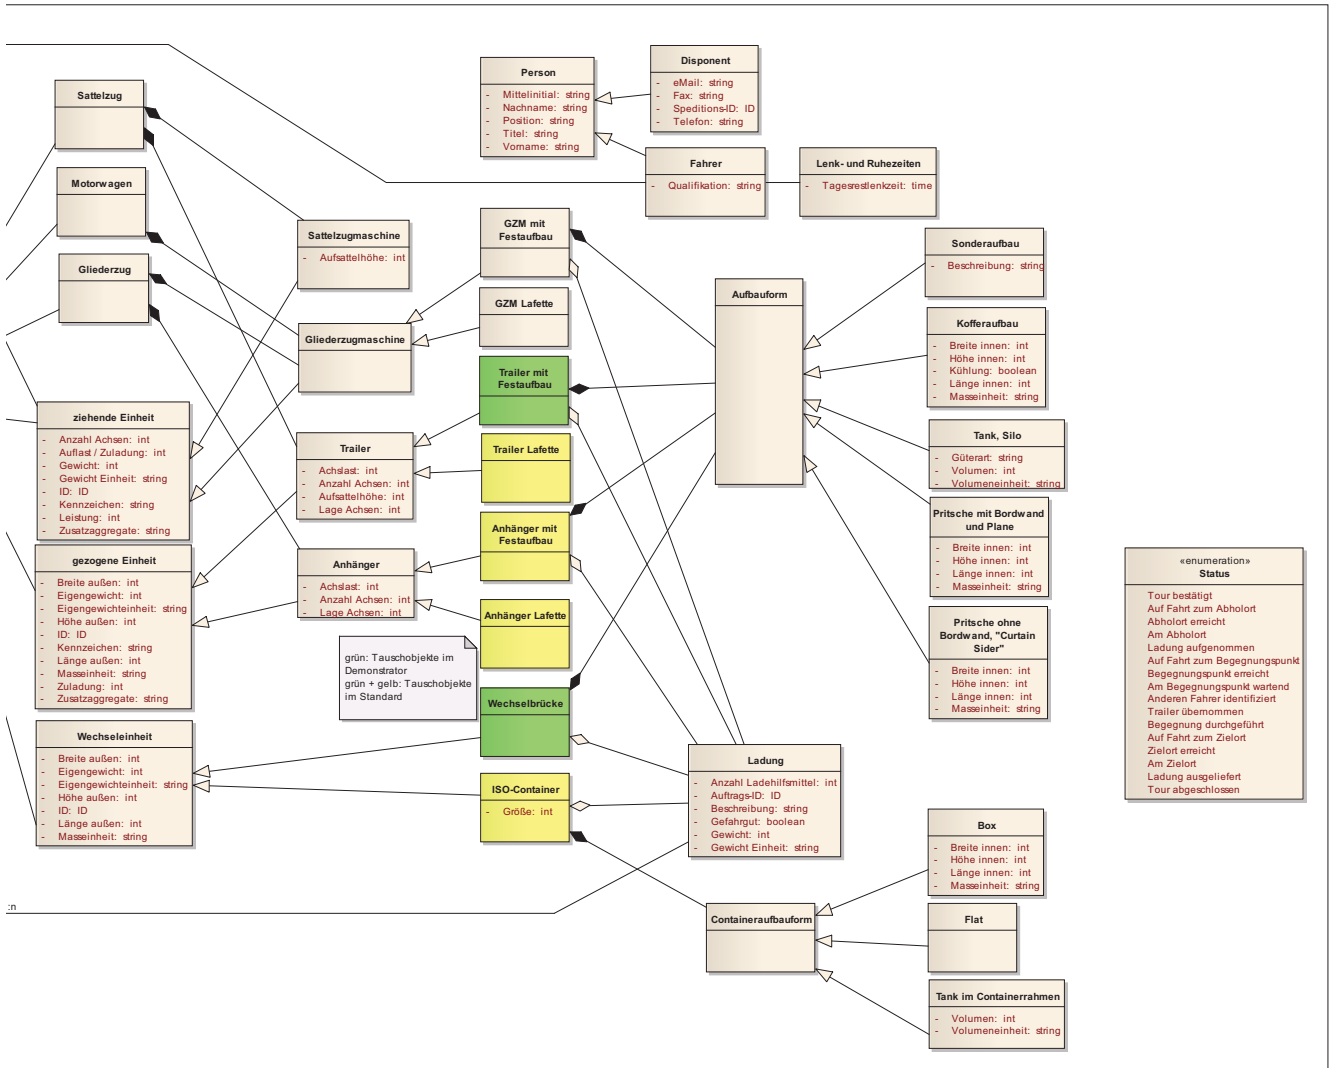 Sattelzug
Motorwagen
Gliederzug
Sattelzugmaschine
- Aufsattelhöhe: int
Gliederzugmaschine
ziehende Einheit
- Anzahl Achsen: int
- Auflast / Zuladung: int
- Gewicht: int
- Gewicht Einheit: string
- ID: ID
- Kennzeichen: string
- Leistung: int
- Zusatzaggregate: string
gezogene Einheit
- Breite außen: int
- Eigengewicht: int
- Eigengewichteinheit: string
- Höhe außen: int
- ID: ID
- Kennzeichen: string
- Länge außen: int
- Masseinheit: string
- Zuladung: int
- Zusatzaggregate: string
Wechseleinheit
- Breite außen: int
- Eigengewicht: int
- Eigengewichteinheit: string
- Höhe außen: int
- ID: ID
- Länge außen: int
- Masseinheit: string
:n
Trailer
- Achslast: int
- Anzahl Achsen: int
- Aufsattelhöhe: int
- Lage Achsen: int
Anhänger
- Achslast: int
- Anzahl Achsen: int
- Lage Achsen: int
grün: Tauschobjekte im
Demonstrator
grün + gelb: Tauschobjekte
im Standard
Person
- Mittelinitial: string
- Nachname: string
- Position: string
- Titel: string
- Vorname: string
Disponent
- eMail: string
- Fax: string
- Speditions-ID: ID
- Telefon: string
Fahrer
- Qualifikation: string
Lenk- und Ruhezeiten
- Tagesrestlenkzeit: time
GZM mit
Festaufbau
GZM Lafette
Trailer mit
Festaufbau
Trailer Lafette
Anhänger mit
Festaufbau
Anhänger Lafette
Wechselbrücke
ISO-Container
- Größe: int
Aufbauform
Ladung
- Anzahl Ladehilfsmittel: int
- Auftrags-ID: ID
- Beschreibung: string
- Gefahrgut: boolean
- Gewicht: int
- Gewicht Einheit: string
Containeraufbauform
Sonderaufbau
- Beschreibung: string
Kofferaufbau
- Breite innen: int
- Höhe innen: int
- Kühlung: boolean
- Länge innen: int
- Masseinheit: string
Tank, Silo
- Güterart: string
- Volumen: int
- Volumeneinheit: string
Pritsche mit Bordwand
und Plane
- Breite innen: int
- Höhe innen: int
- Länge innen: int
- Masseinheit: string
Pritsche ohne
Bordwand, "Curtain
Sider"
- Breite innen: int
- Höhe innen: int
- Länge innen: int
- Masseinheit: string
Box
- Breite innen: int
- Höhe innen: int
- Länge innen: int
- Masseinheit: string
Flat
Tank im Containerrahmen
- Volumen: int
- Volumeneinheit: string
«enumeration»
Status
Tour bestätigt
Auf Fahrt zum Abholort
Abholort erreicht
Am Abholort
Ladung aufgenommen
Auf Fahrt zum Begegnungspunkt
Begegnungspunkt erreicht
Am Begegnungspunkt wartend
Anderen Fahrer identifiziert
Trailer übernommen
Begegnung durchgeführt
Auf Fahrt zum Zielort
Zielort erreicht
Am Zielort
Ladung ausgeliefert
Tour abgeschlossen